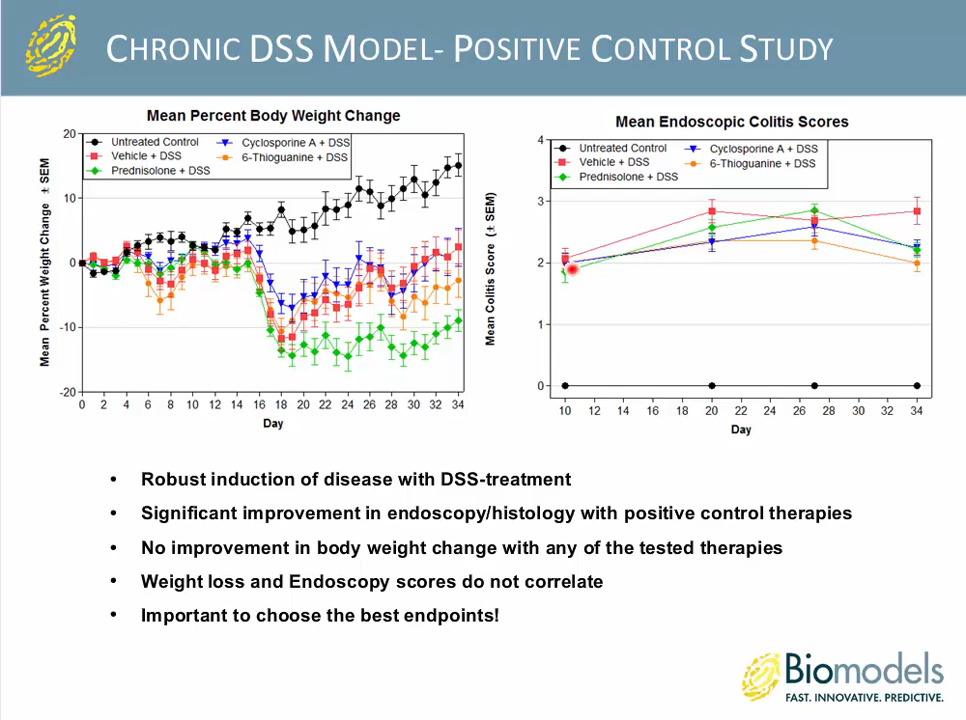 CHRONIC DSS MODEL- POSITIVE CONTROL STUDY
Mean Percent Body Weight Change
Untreated Control
Vehicle + DSS
Prednisolone + DSS
Cyclosporine A + DSS
6-Thioguanine + DSS
Mean Percent Weight Change ± SEM
20
10
0
-10
-20
0 2 4 6 8 10 12 14 16 18 20 22 24 26 28 30 32 34
Day
Mean Endoscopic Colitis Scores
Untreated Control
Vehicle + DSS
Prednisolone + DSS
Cyclosporine A + DSS
6-Thioguanine + DSS
Mean Colitis Score (± SEM)
4
3
2
1
0
10 12 14 16 18 20 22 24 26 28 30 32 34
Day
• Robust induction of disease with DSS-treatment
• Significant improvement in endoscopy/histology with positive control therapies
• No improvement in body weight change with any of the tested therapies
• Weight loss and Endoscopy scores do not correlate
• Important to choose the best endpoints!
Biomodels
FAST. INNOVATIVE. PREDICTIVE.